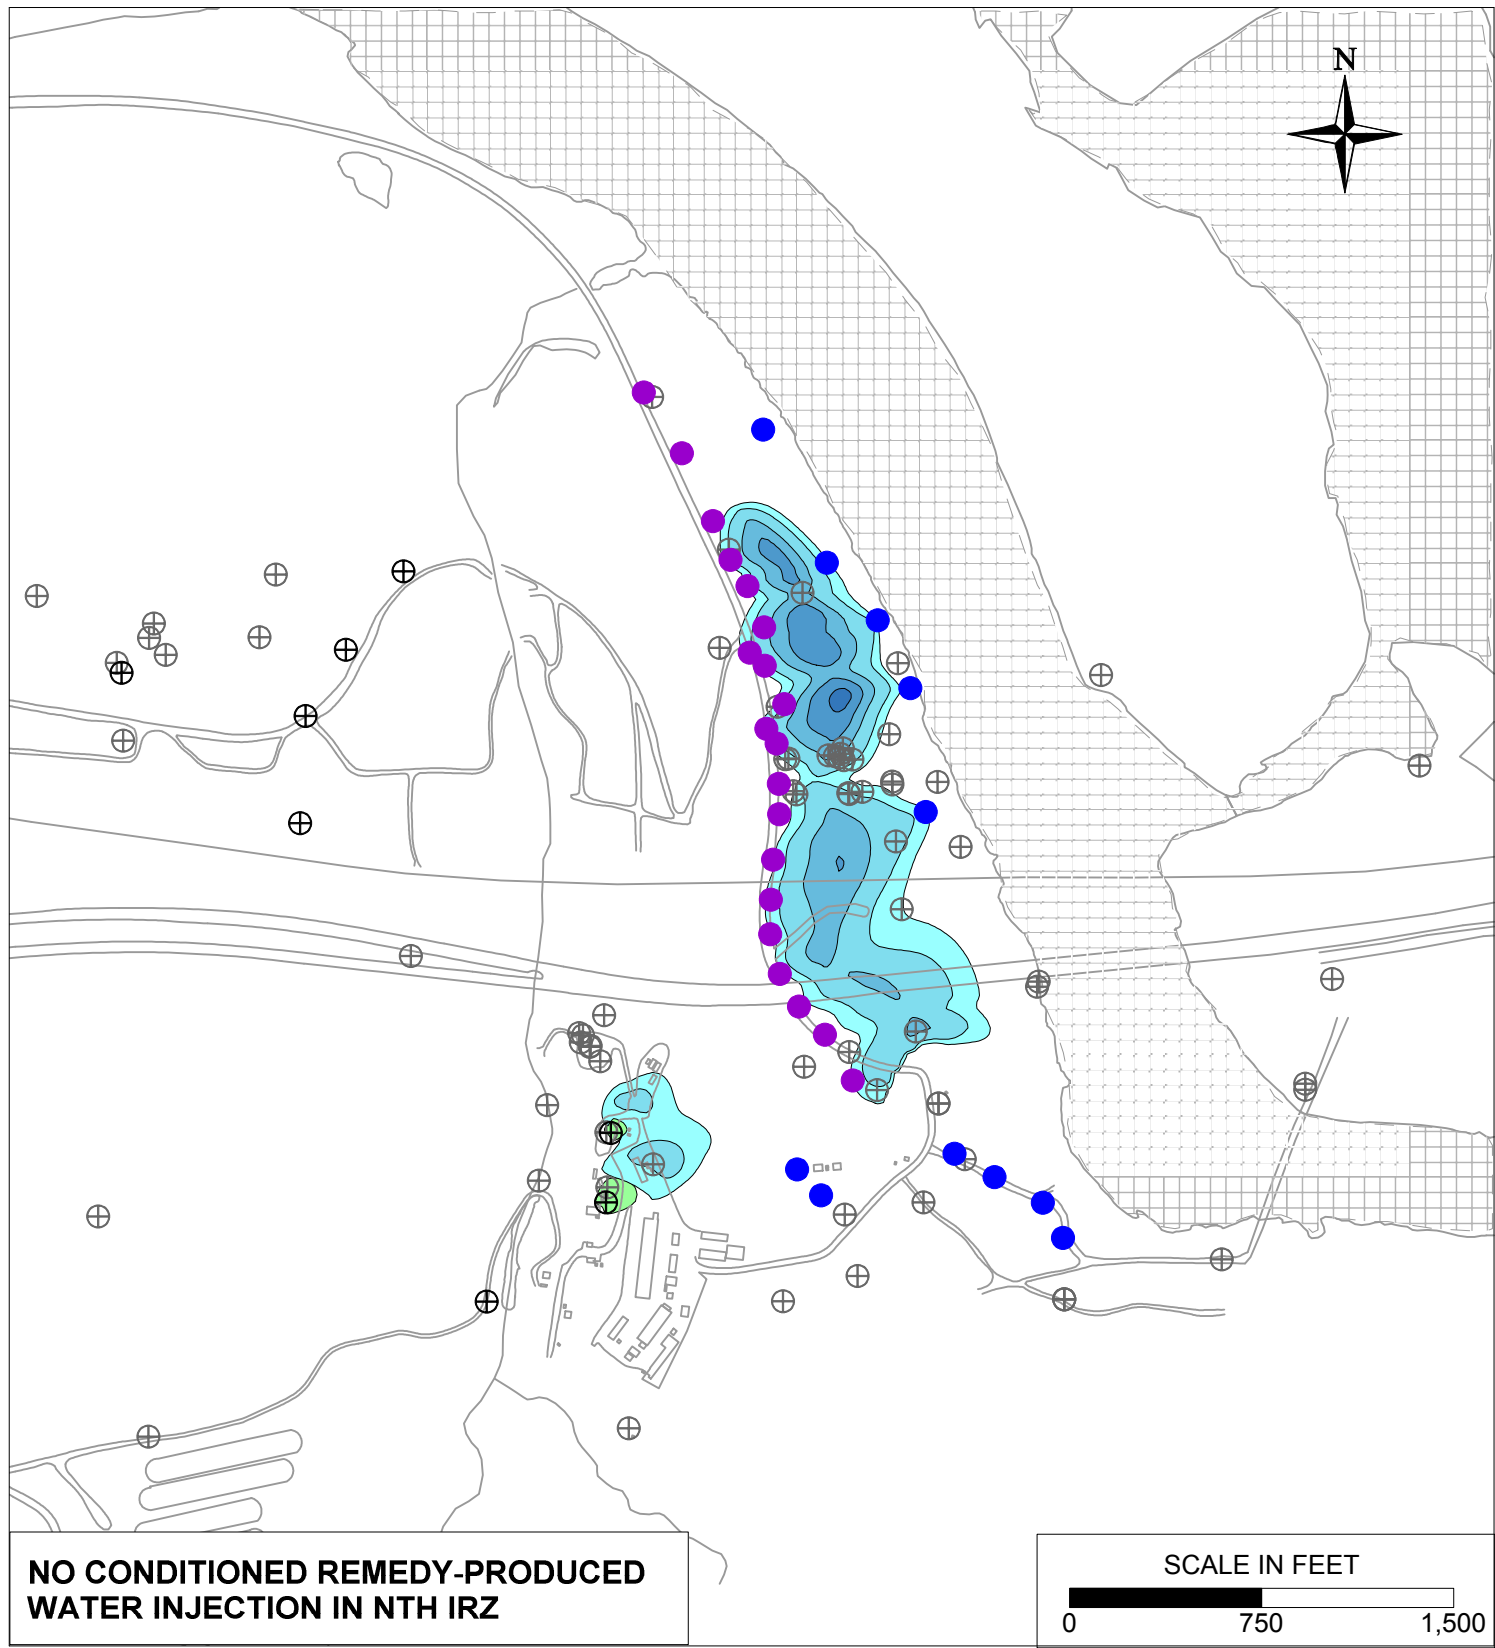 N
NO CONDITIONED REMEDY-PRODUCED
WATER INJECTION IN NTH IRZ
SCALE IN FEET
0 750 1,500